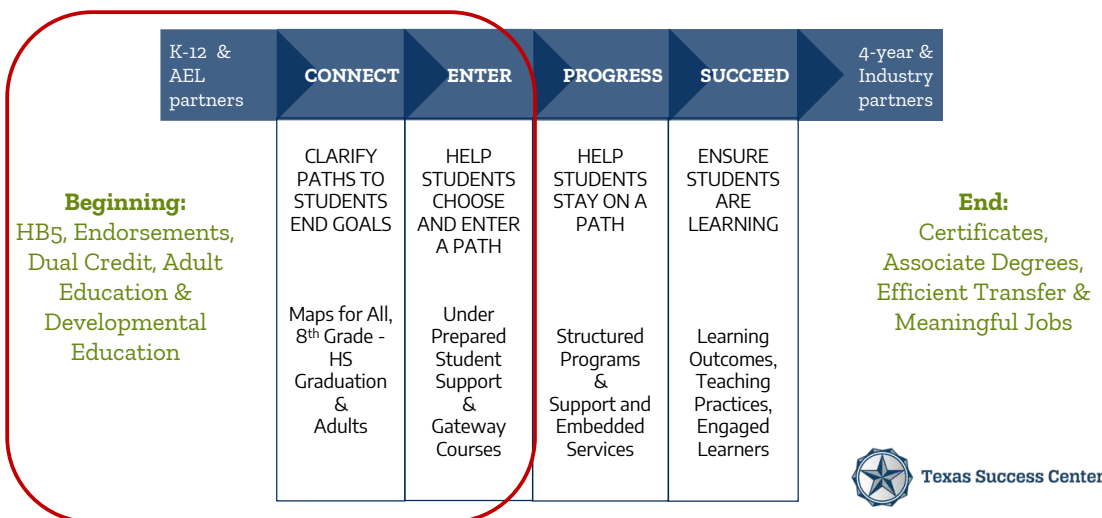 K-12 &
AEL
partners
CONNECT
ENTER
PROGRESS
SUCCEED
4-year &
Industry
partners
Beginning:
HB5, Endorsements,
Dual Credit, Adult
Education &
Developmental
Education
CLARIFY
PATHS TO
STUDENTS
END GOALS
Maps for All,
8th Grade -
HS
Graduation
&
Adults
HELP
STUDENTS
CHOOSE
AND ENTER
A PATH
Under
Prepared
Student
Support
&
Gateway
Courses
HELP
STUDENTS
STAY ON A
PATH
Structured
Programs
&
Support and
Embedded
Services
ENSURE
STUDENTS
ARE
LEARNING
Learning
Outcomes,
Teaching
Practices,
Engaged
Learners
End:
Certificates,
Associate Degrees,
Efficient Transfer &
Meaningful Jobs
Texas Success Center